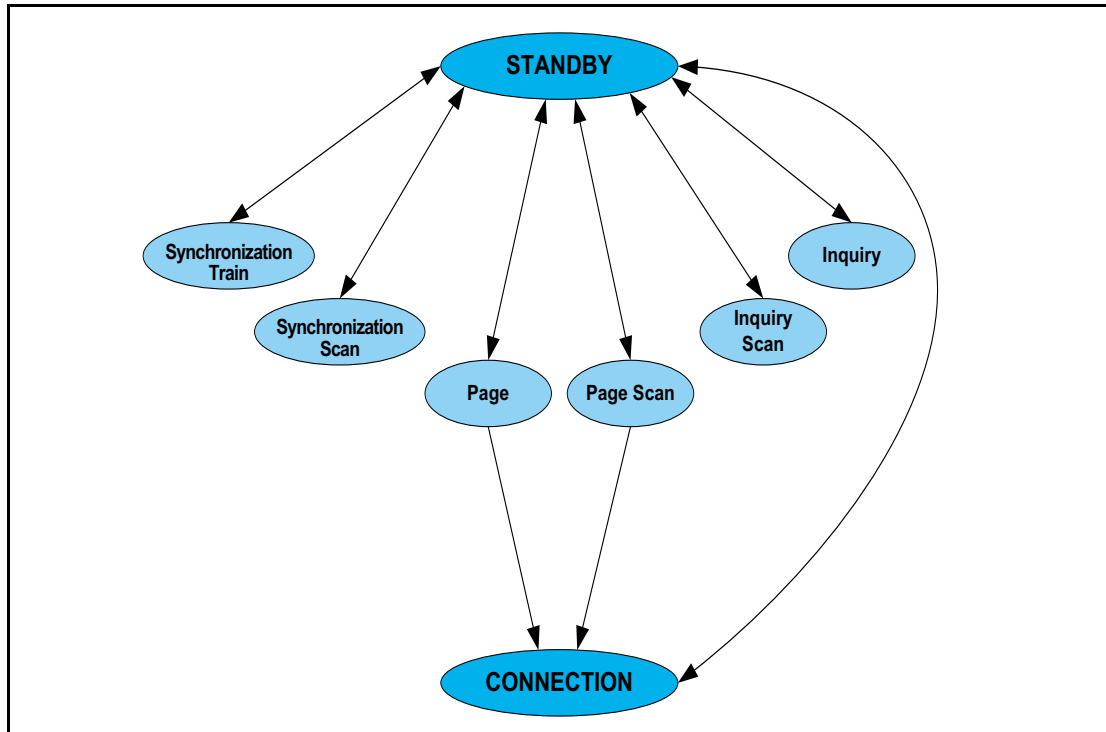 STANDBY
Synchronization
Train
Inquiry
Synchronization
Scan
Inquiry
Scan
Page
Page Scan
CONNECTION